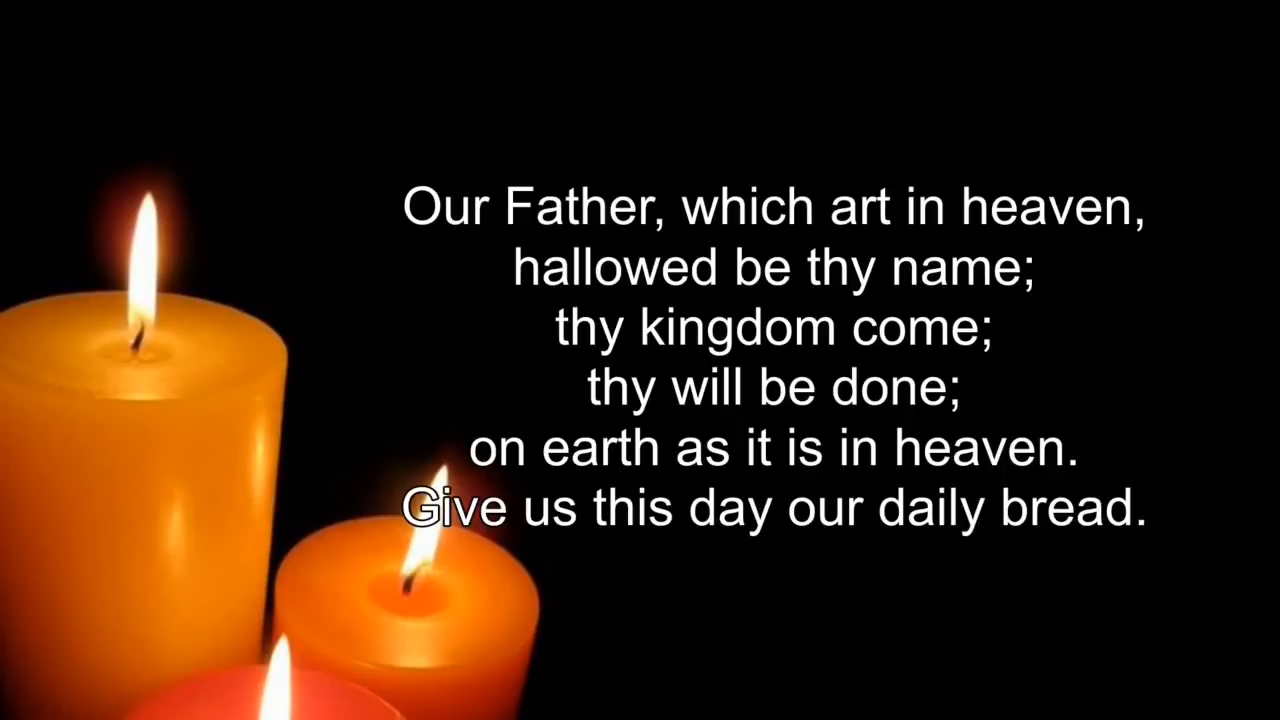 Our Father, which art in heaven,
hallowed be thy name;
thy kingdom come;
thy will be done;
on earth as it is in heaven.
Give us this day our daily bread.